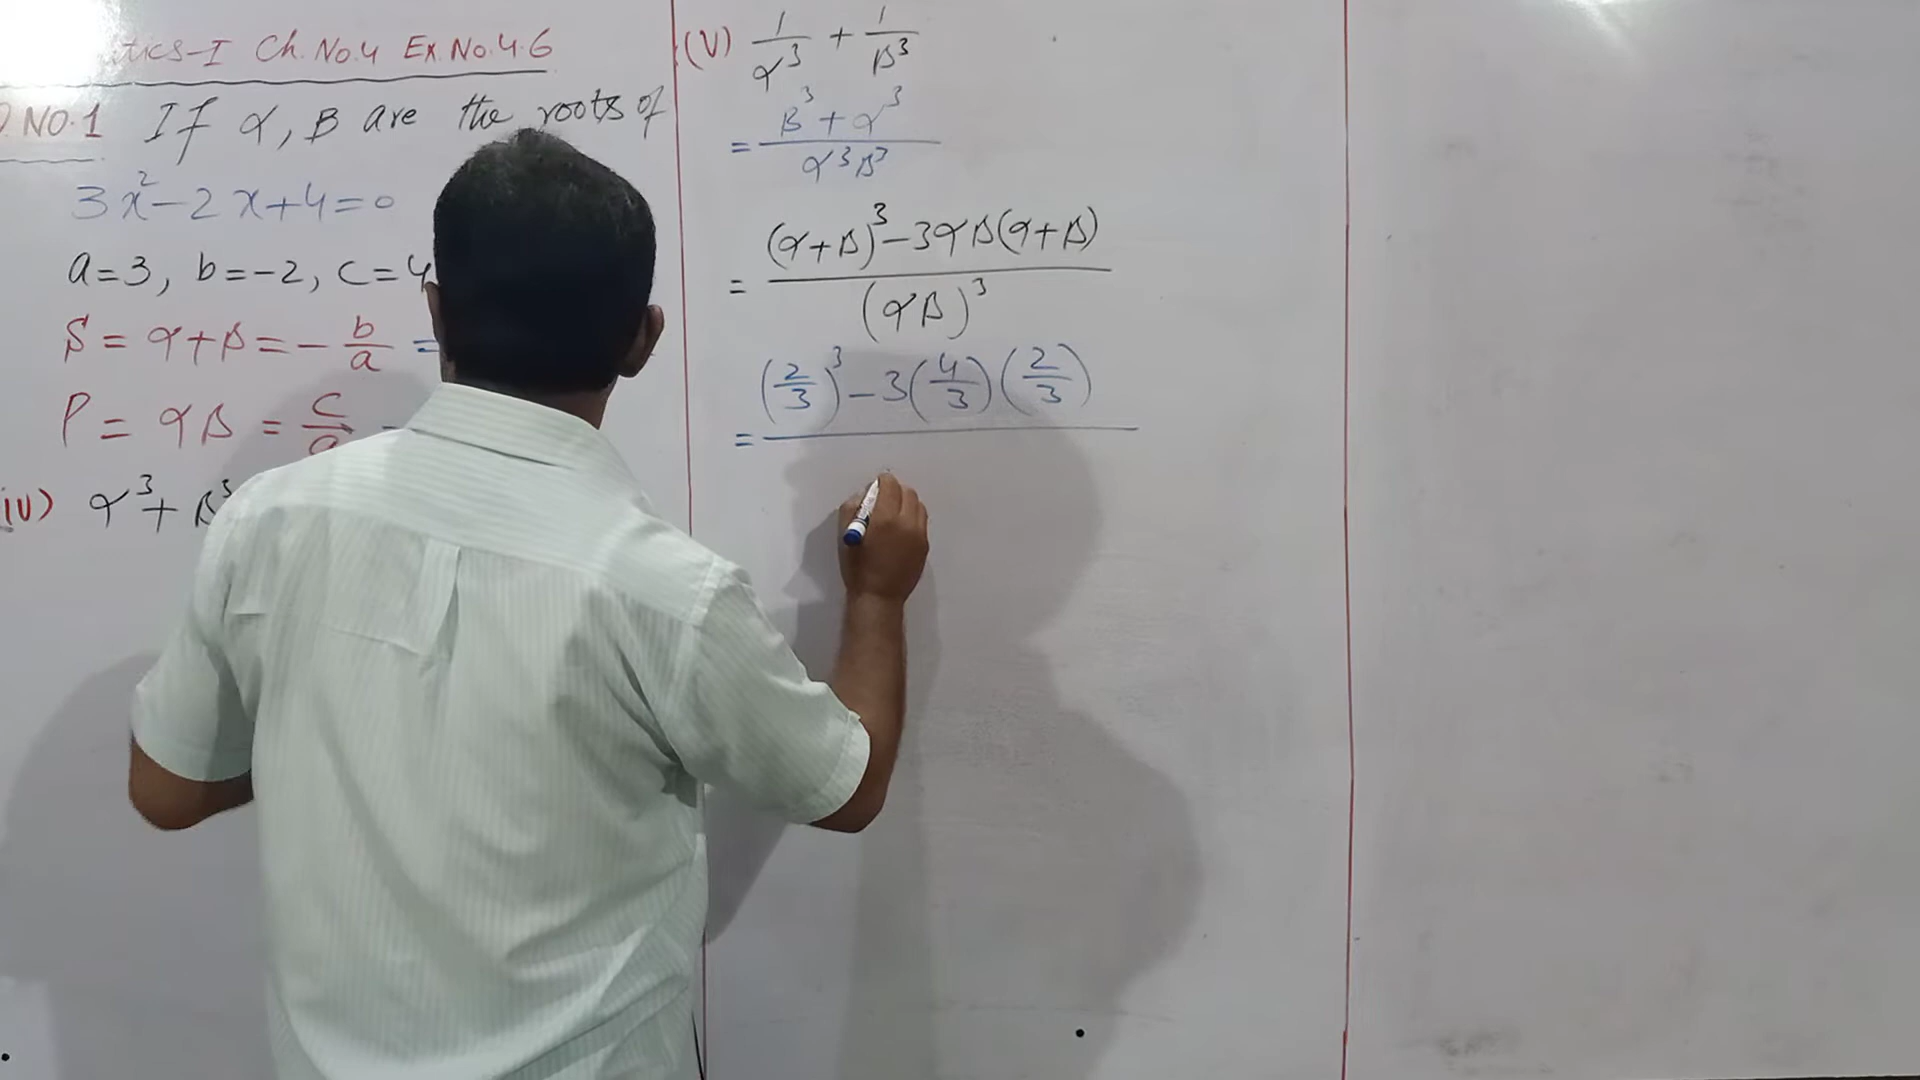 Ch. No.4 Ex. No. 4.6
NO.1 If α, β are the roots of
3x²-2x+4=0
a=3, b=-2, c=4
S = α+β = - b/a =
P = αβ = c/a
iv) α³+β³
(V) 1/α³ + 1/β³
= β³+α³/α³β³
= (α+β)³-3αβ(α+β)/(αβ)³
= (2/3)³-3(4/3)(2/3)